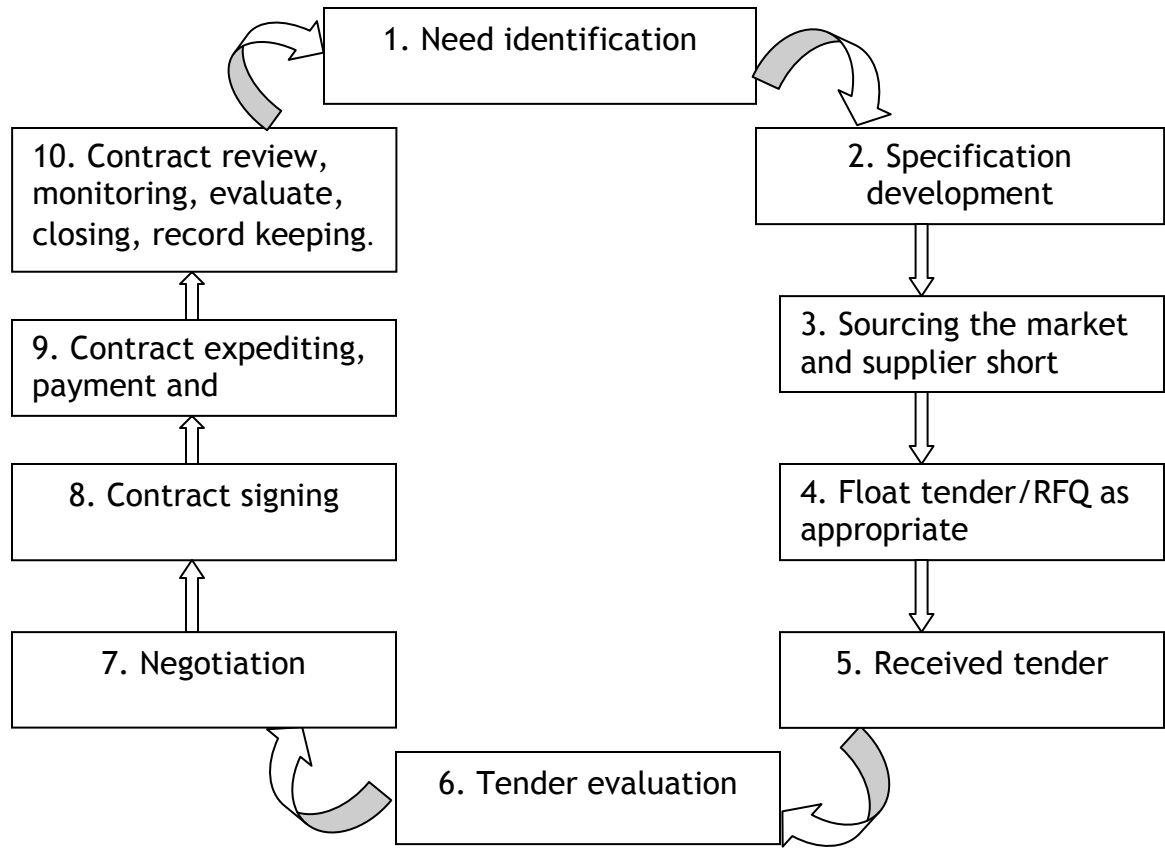 1. Need identification
2. Specification
development
3. Sourcing the market
and supplier short
4. Float tender/RFQ as
appropriate
5. Received tender
6. Tender evaluation
7. Negotiation
8. Contract signing
9. Contract expediting,
payment and
10. Contract review,
monitoring, evaluate,
closing, record keeping.